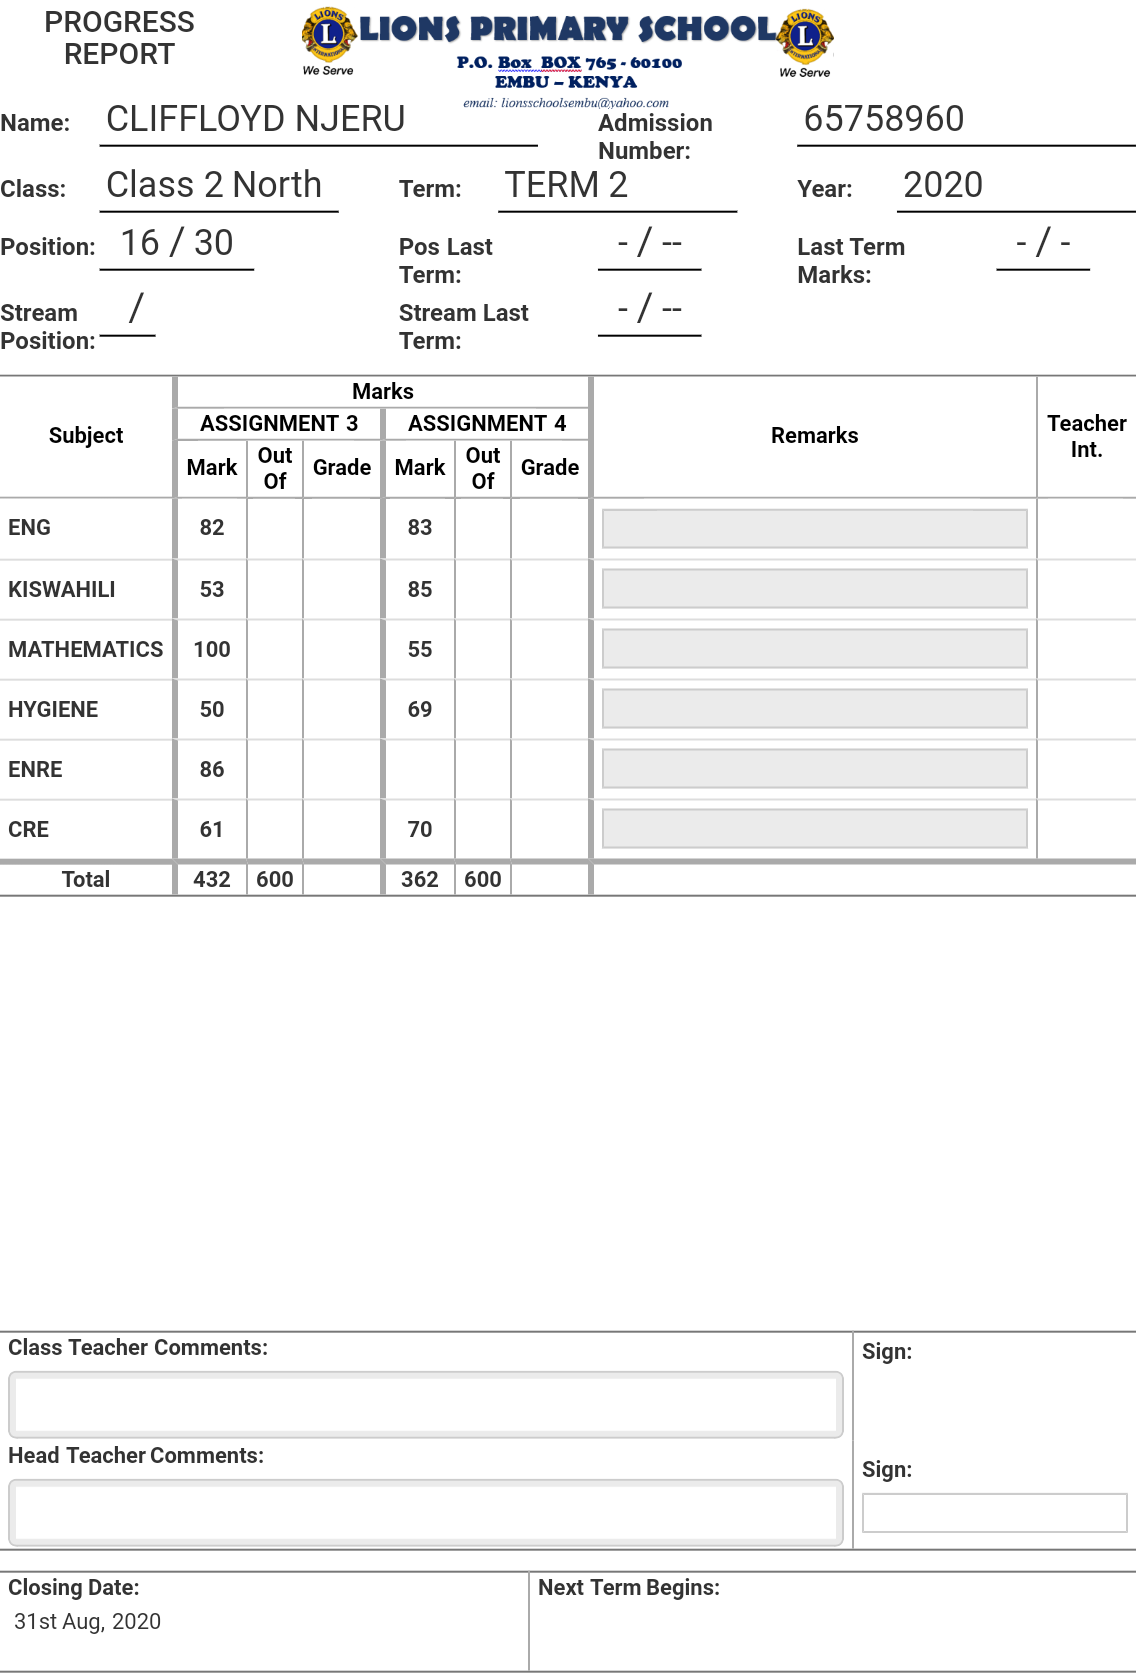 PROGRESS REPORT
LIONS PRIMARY SCHOOL
We Serve
We Serve
P.O. Box BOX 765 - 60100
EMBU – KENYA
email: lionsschoolsembu@yahoo.com
Name: CLIFFLOYD NJERU Admission Number: 65758960
Class: Class 2 North Term: TERM 2 Year: 2020
Position: 16 / 30 Pos Last Term: - / -- Last Term Marks: - / -
Stream Position: / Stream Last Term: - / --
Subject Marks Remarks Teacher Int.
ASSIGNMENT 3 ASSIGNMENT 4
Mark Out Of Grade Mark Out Of Grade
ENG 82 83
KISWAHILI 53 85
MATHEMATICS 100 55
HYGIENE 50 69
ENRE 86
CRE 61 70
Total 432 600 362 600
Class Teacher Comments: Sign:
Head Teacher Comments: Sign:
Closing Date: Next Term Begins:
31st Aug, 2020